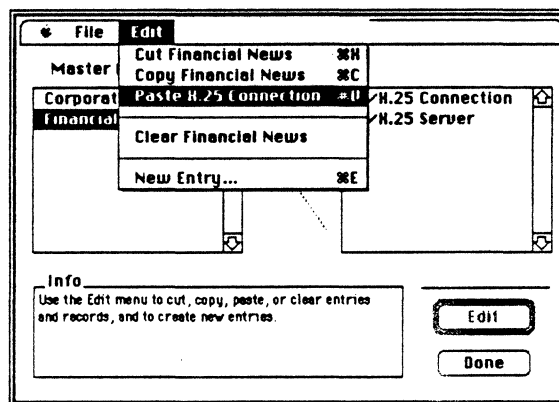 File Edit
Cut Financial News ⌘X
Copy Financial News ⌘C
Paste X.25 Connection ⌘V
Clear Financial News
New Entry... ⌘E
Master
Corporat
Financial
✓X.25 Connection
✓X.25 Server
Info
Use the Edit menu to cut, copy, paste, or clear entries
and records, and to create new entries.
Edit
Done